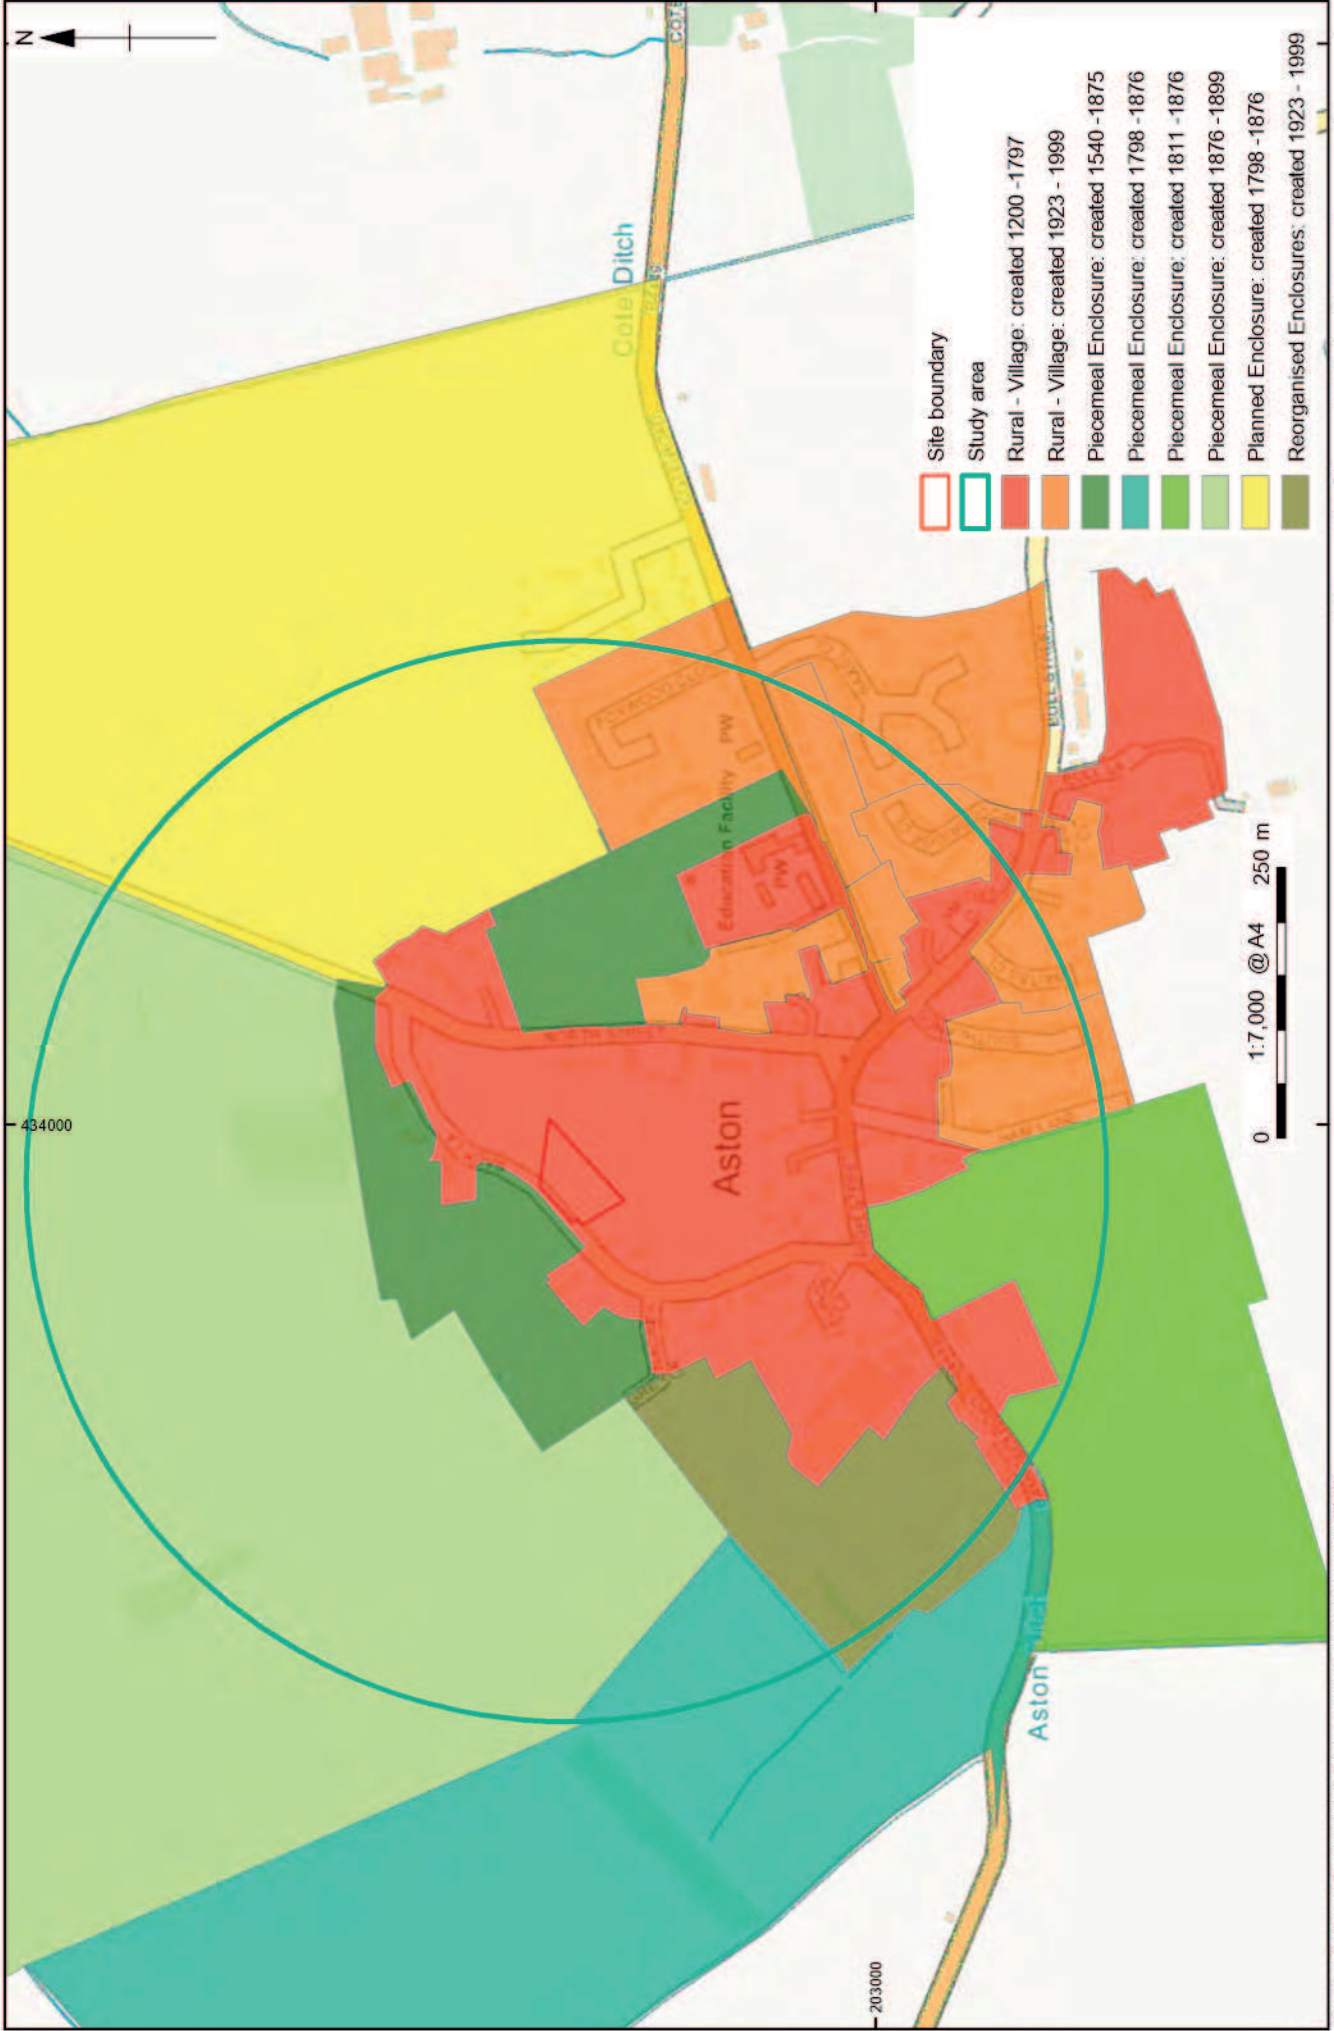 N
434000
203000
COTE
Cote Ditch
Education Facility
PW
PW
Aston
Aston Ditch
Site boundary
Study area
Rural - Village: created 1200 -1797
Rural - Village: created 1923 - 1999
Piecemeal Enclosure: created 1540 -1875
Piecemeal Enclosure: created 1798 -1876
Piecemeal Enclosure: created 1811 -1876
Piecemeal Enclosure: created 1876 -1899
Planned Enclosure: created 1798 -1876
Reorganised Enclosures: created 1923 - 1999
0
1:7,000 @ A4
250 m